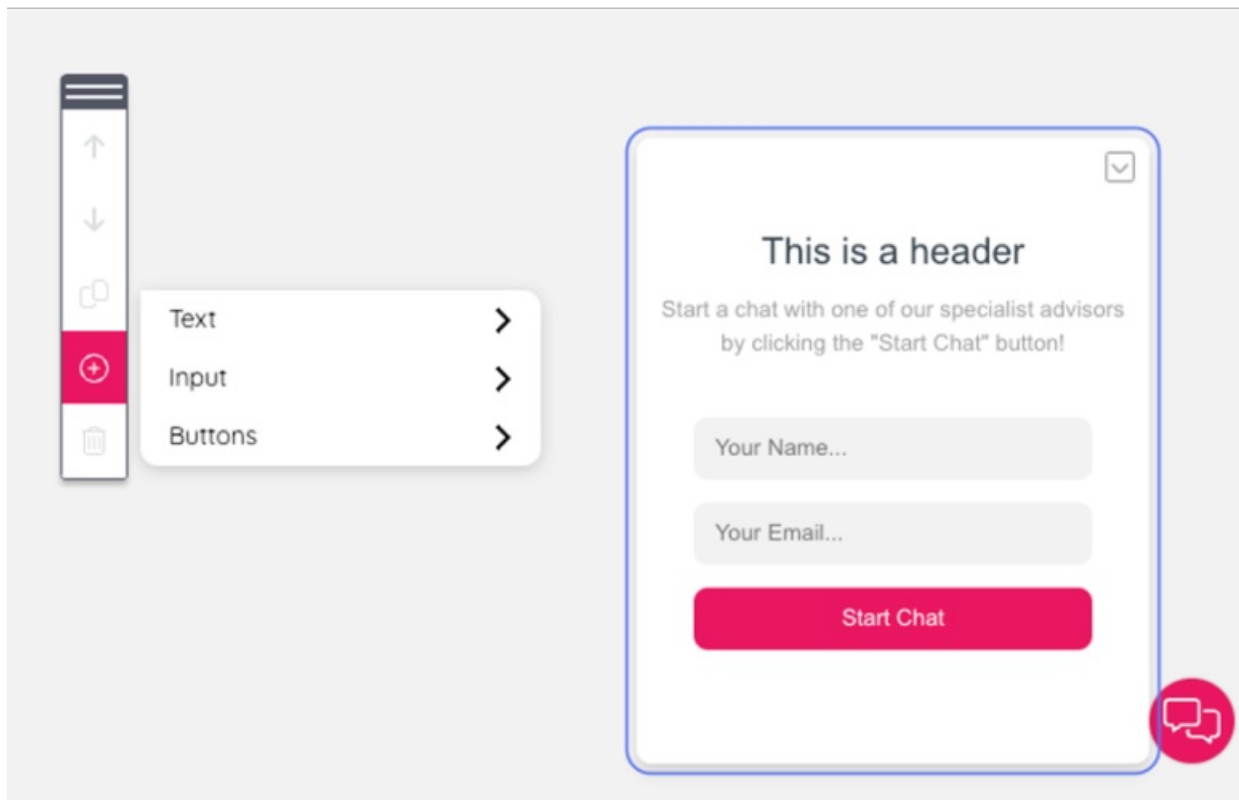 Text
Input
Buttons
This is a header
Start a chat with one of our specialist advisors
by clicking the "Start Chat" button!
Your Name...
Your Email...
Start Chat